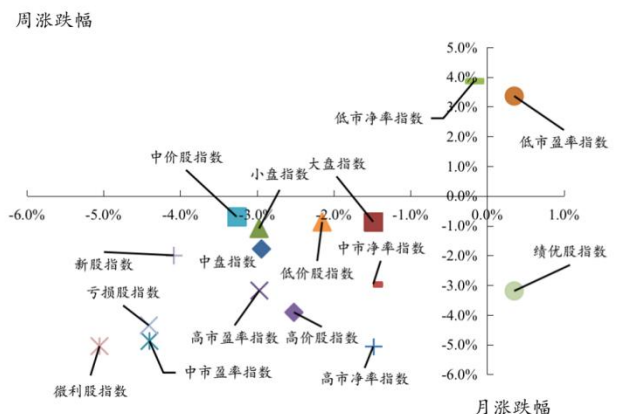 周涨跌幅
5.0%
4.0%
低市净率指数
3.0%
低市盈率指数
2.0%
中价股指数
小盘指数
大盘指数
1.0%
0.0%
-6.0%
-5.0%
-4.0%
-3.0%
-2.0%
-1.0%
0.0%
1.0%
-1.0%
新股指数
中盘指数
低价股指数
中市净率指数
-2.0%
绩优股指数
亏损股指数
-3.0%
高市盈率指数
高价股指数
-4.0%
微利股指数
中市盈率指数
高市净率指数
-5.0%
-6.0%
月涨跌幅